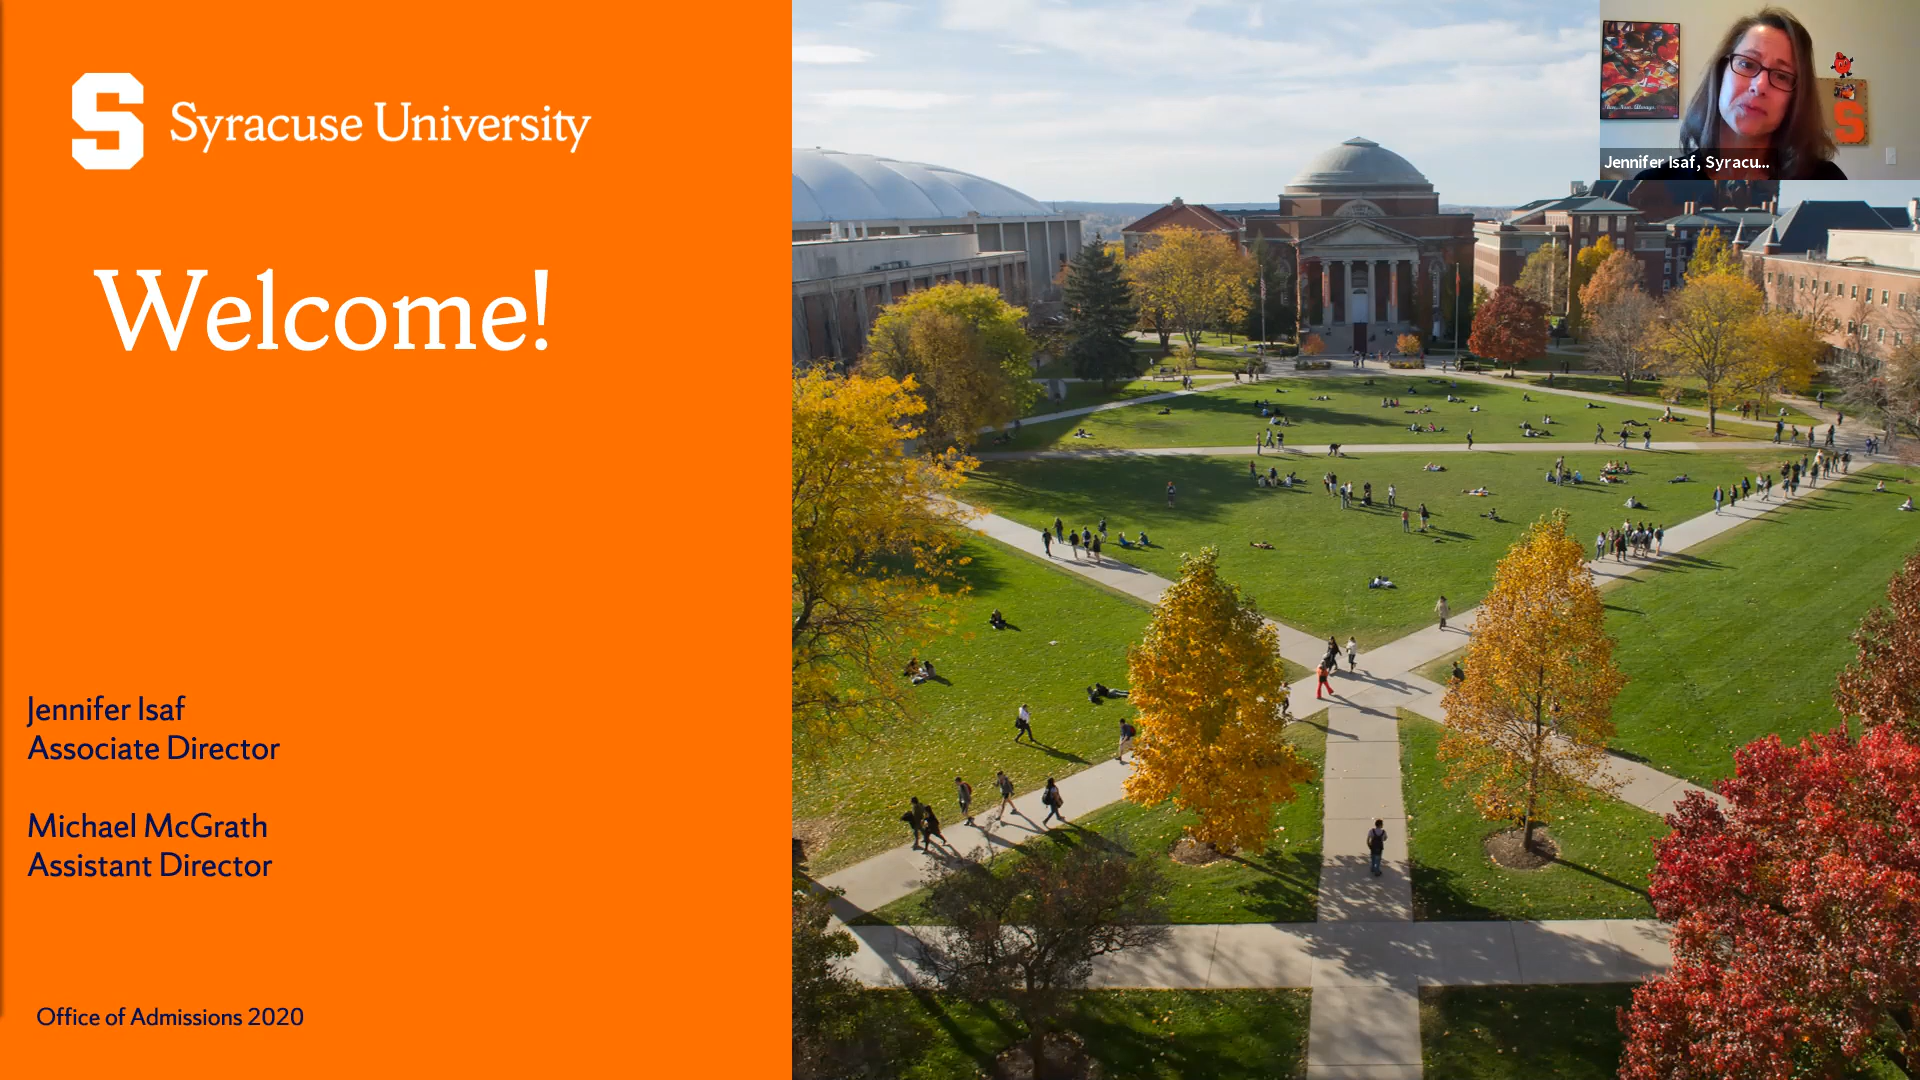 S Syracuse University
Welcome!
Jennifer Isaf
Associate Director
Michael McGrath
Assistant Director
Office of Admissions 2020
Jennifer Isaf, Syracu...
S